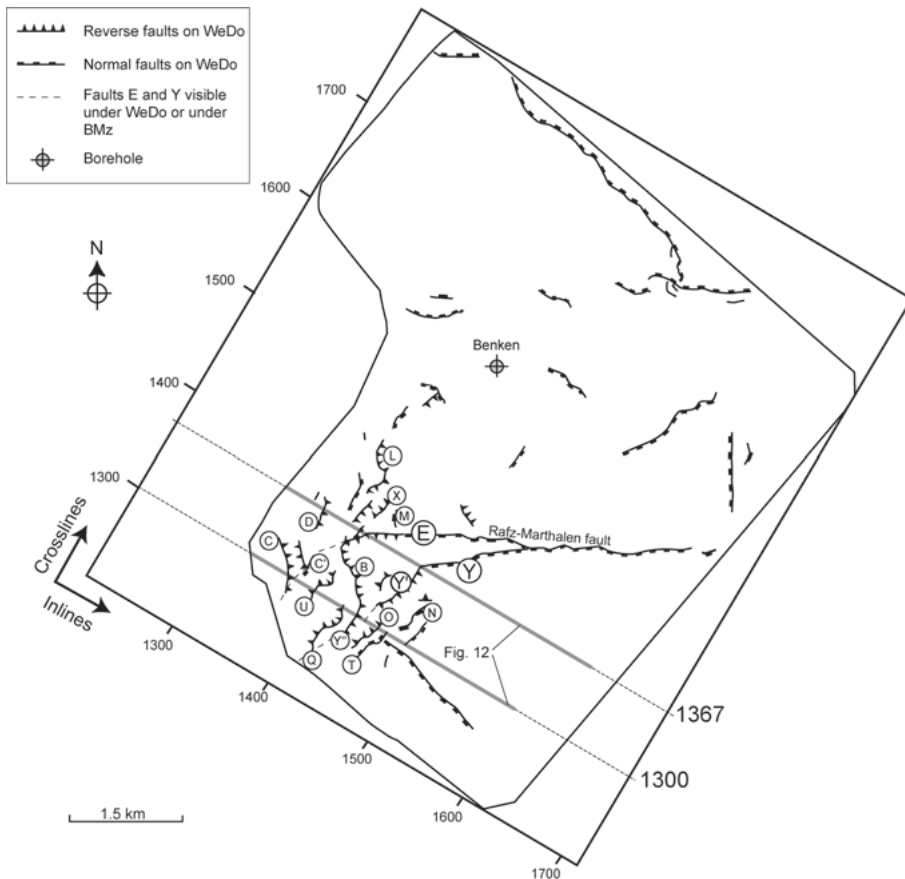 Reverse faults on WeDo
Normal faults on WeDo
Faults E and Y visible
under WeDo or under
BMz
Borehole
N
1700
1600
1500
1400
1300
Benken
L
X
M
D
E
Rafz-Marthalen fault
C
C'
B
Y'
Y
U
O
N
Y"
Q
T
Fig. 12
Crosslines
Inlines
1300
1400
1500
1600
1700
1367
1300
1.5 km